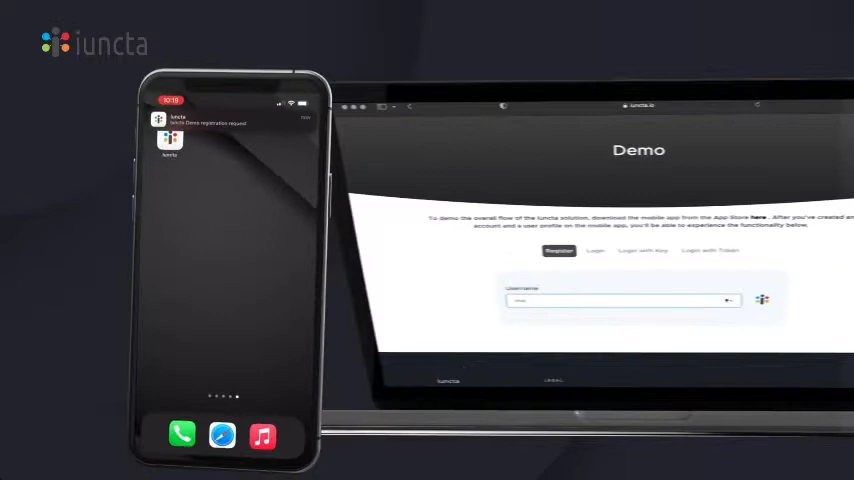 iuncta
10:19
iuncta
now
iuncta Demo registration request
iuncta
iuncta.io
Demo
To demo the overall flow of the iuncta solution, download the mobile app from the App Store here . After you've created an
account and a user profile on the mobile app, you'll be able to experience the functionality below.
Register
Login
Login with Key
Login with Token
Username
iuncta
LEGAL